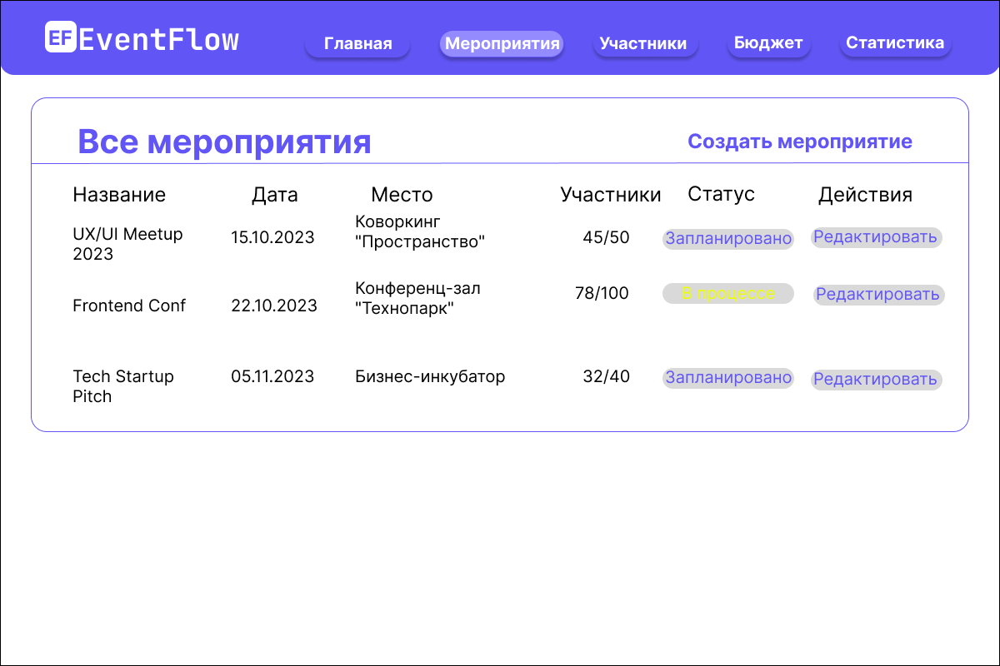 EF EventFlow Главная Мероприятия Участники Бюджет Статистика
Все мероприятия Создать мероприятие
Название Дата Место Участники Статус Действия
UX/UI Meetup 2023 15.10.2023 Коворкинг "Пространство" 45/50 Запланировано Редактировать
Frontend Conf 22.10.2023 Конференц-зал "Технопарк" 78/100 В процессе Редактировать
Tech Startup Pitch 05.11.2023 Бизнес-инкубатор 32/40 Запланировано Редактировать